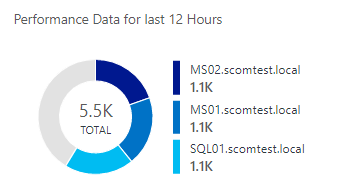 Performance Data for last 12 Hours
5.5K
TOTAL
MS02.scomtest.local
1.1K
MS01.scomtest.local
1.1K
SQL01.scomtest.local
1.1K